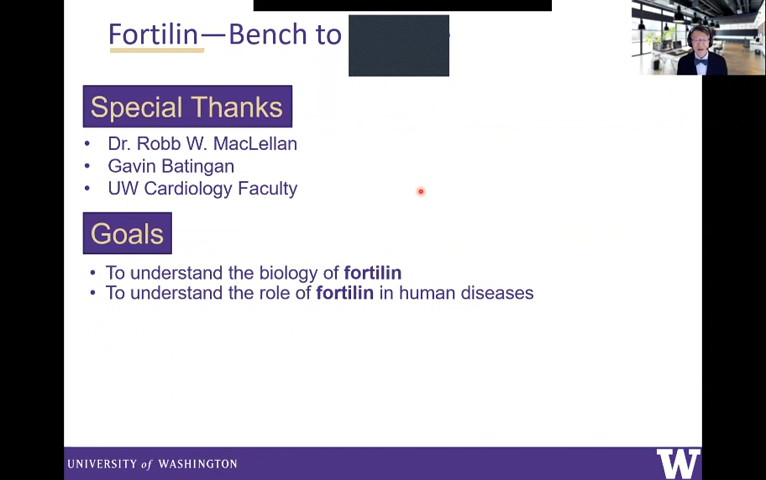 Fortilin—Bench to
Special Thanks
• Dr. Robb W. MacLellan
• Gavin Batingan
• UW Cardiology Faculty
Goals
• To understand the biology of fortilin
• To understand the role of fortilin in human diseases
UNIVERSITY of WASHINGTON
W